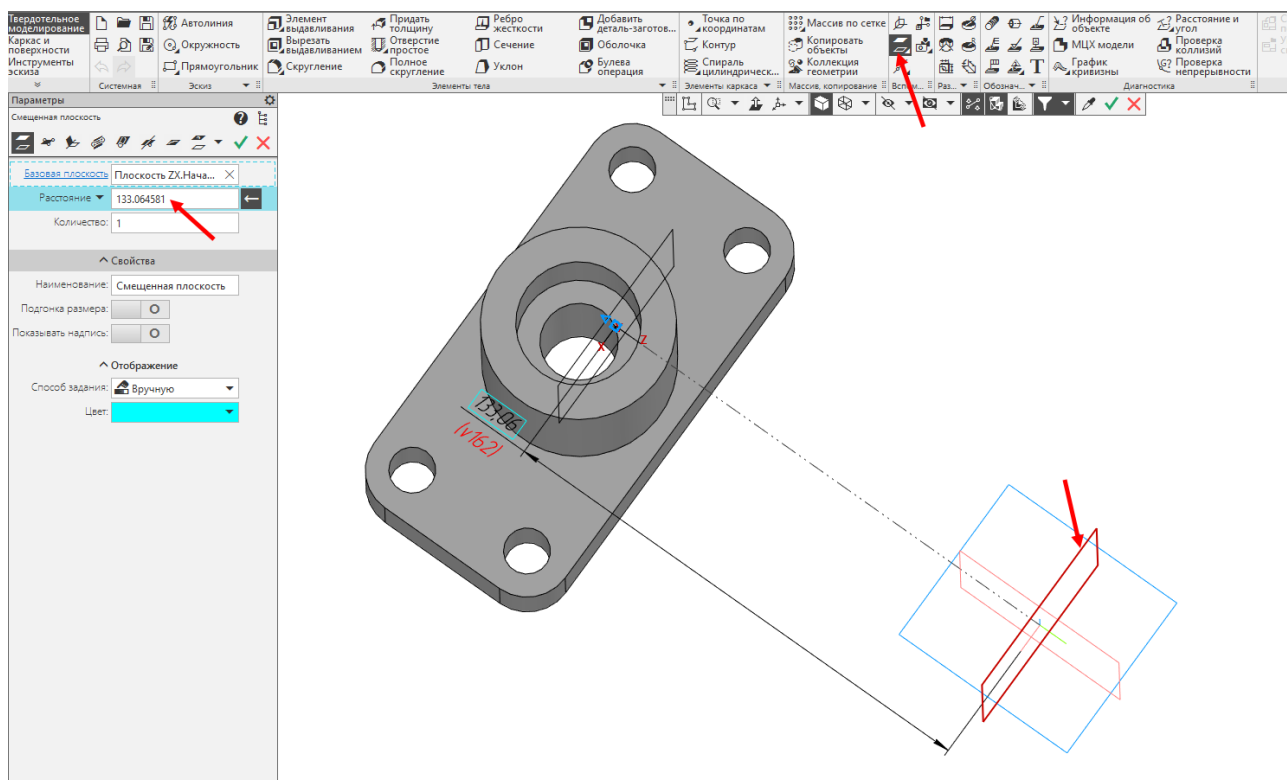 Твердотельное моделирование
Каркас и поверхности
Инструменты эскиза
Системная
Автолиния
Окружность
Прямоугольник
Эскиз
Элемент выдавливания
Вырезать выдавливанием
Скругление
Придать толщину
Отверстие простое
Полное скругление
Ребро жесткости
Сечение
Уклон
Добавить деталь-заготов...
Оболочка
Булева операция
Элементы тела
Точка по координатам
Контур
Спираль цилиндрическ...
Элементы каркаса
Массив по сетке
Копировать объекты
Коллекция геометрии
Массив, копирование
Вспом...
Раз...
Обознач...
Информация об объекте
МЦХ модели
График кривизны
Расстояние и угол
Проверка коллизий
Проверка непрерывности
Диагностика
Параметры
Смещенная плоскость
Базовая плоскость Плоскость ZX.Нача...
Расстояние 133.064581
Количество: 1
Свойства
Наименование: Смещенная плоскость
Подгонка размера:
Показывать надпись:
Отображение
Способ задания: Вручную
Цвет:
Z
X
133,06
(v162)